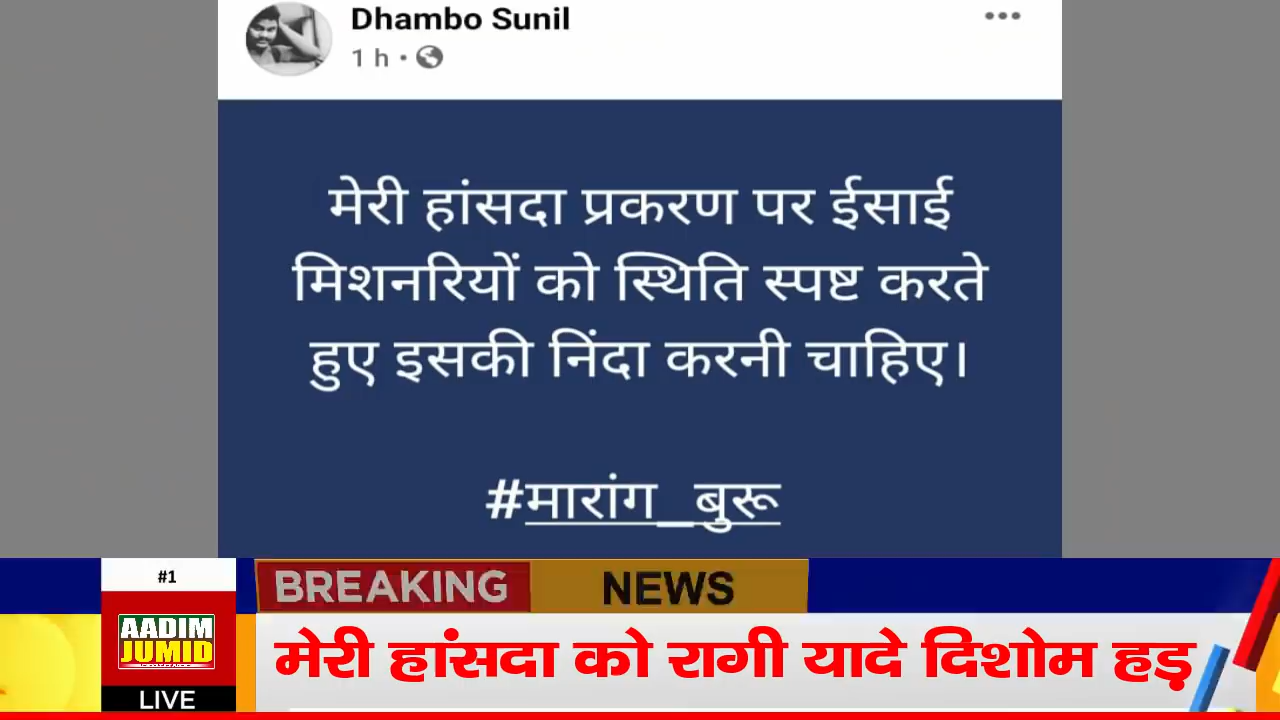 Dhambo Sunil
1 h •
मेरी हांसदा प्रकरण पर ईसाई
मिशनरियों को स्थिति स्पष्ट करते
हुए इसकी निंदा करनी चाहिए।
#मारांग_बुरू
#1
BREAKING NEWS
AADIM
JUMID
मेरी हांसदा को रागी यादे दिशोम हड़
LIVE